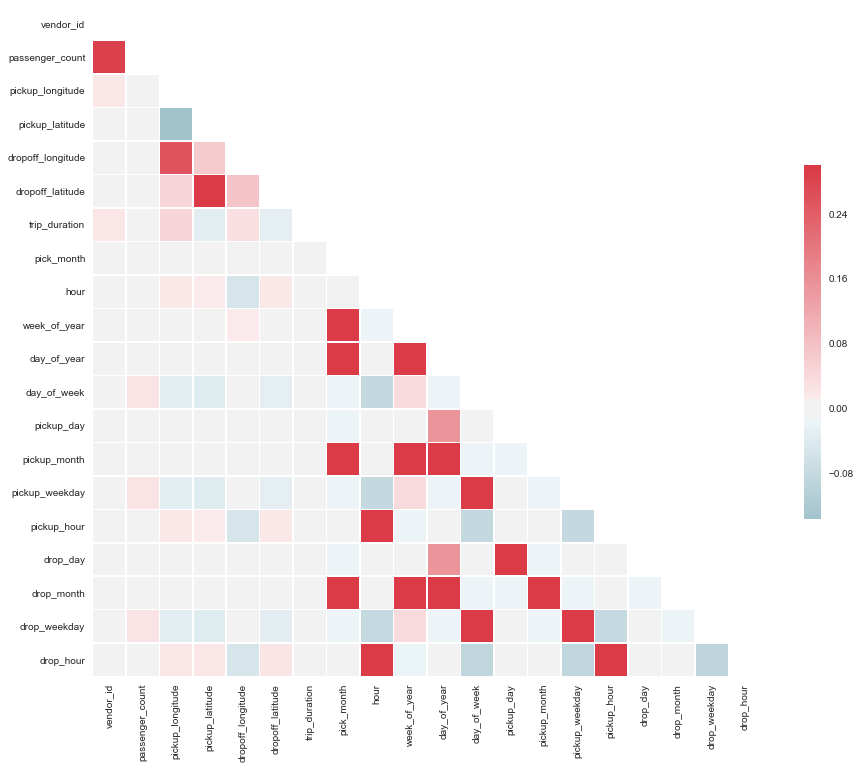 vendor_id
passenger_count
pickup_longitude
pickup_latitude
dropoff_longitude
dropoff_latitude
trip_duration
pick_month
hour
week_of_year
day_of_year
day_of_week
pickup_day
pickup_month
pickup_weekday
pickup_hour
drop_day
drop_month
drop_weekday
drop_hour
vendor_id
passenger_count
pickup_longitude
pickup_latitude
dropoff_longitude
dropoff_latitude
trip_duration
pick_month
hour
week_of_year
day_of_year
day_of_week
pickup_day
pickup_month
pickup_weekday
pickup_hour
drop_day
drop_month
drop_weekday
drop_hour
0.24
0.16
0.08
0.00
−0.08